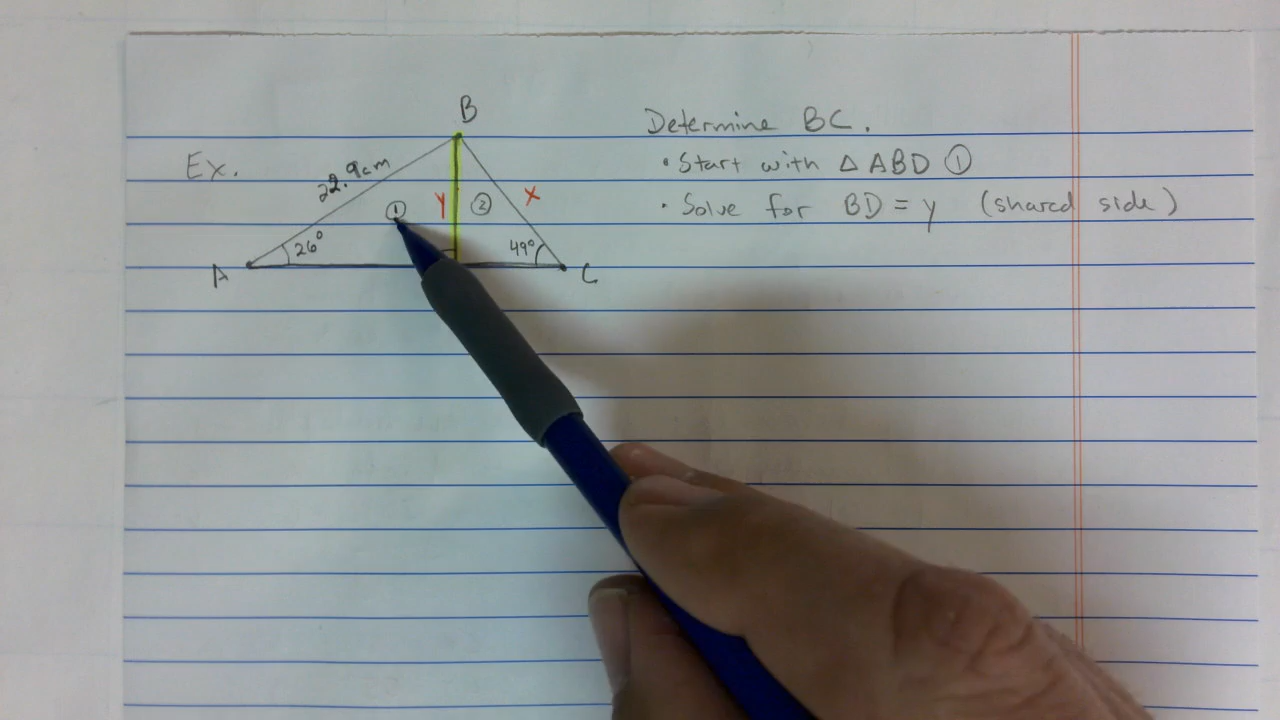 B
Determine BC.
Ex.
22.9cm
• Start with △ ABD ①
① y ② x
• Solve for BD = y (shared side)
26° 49°
A C